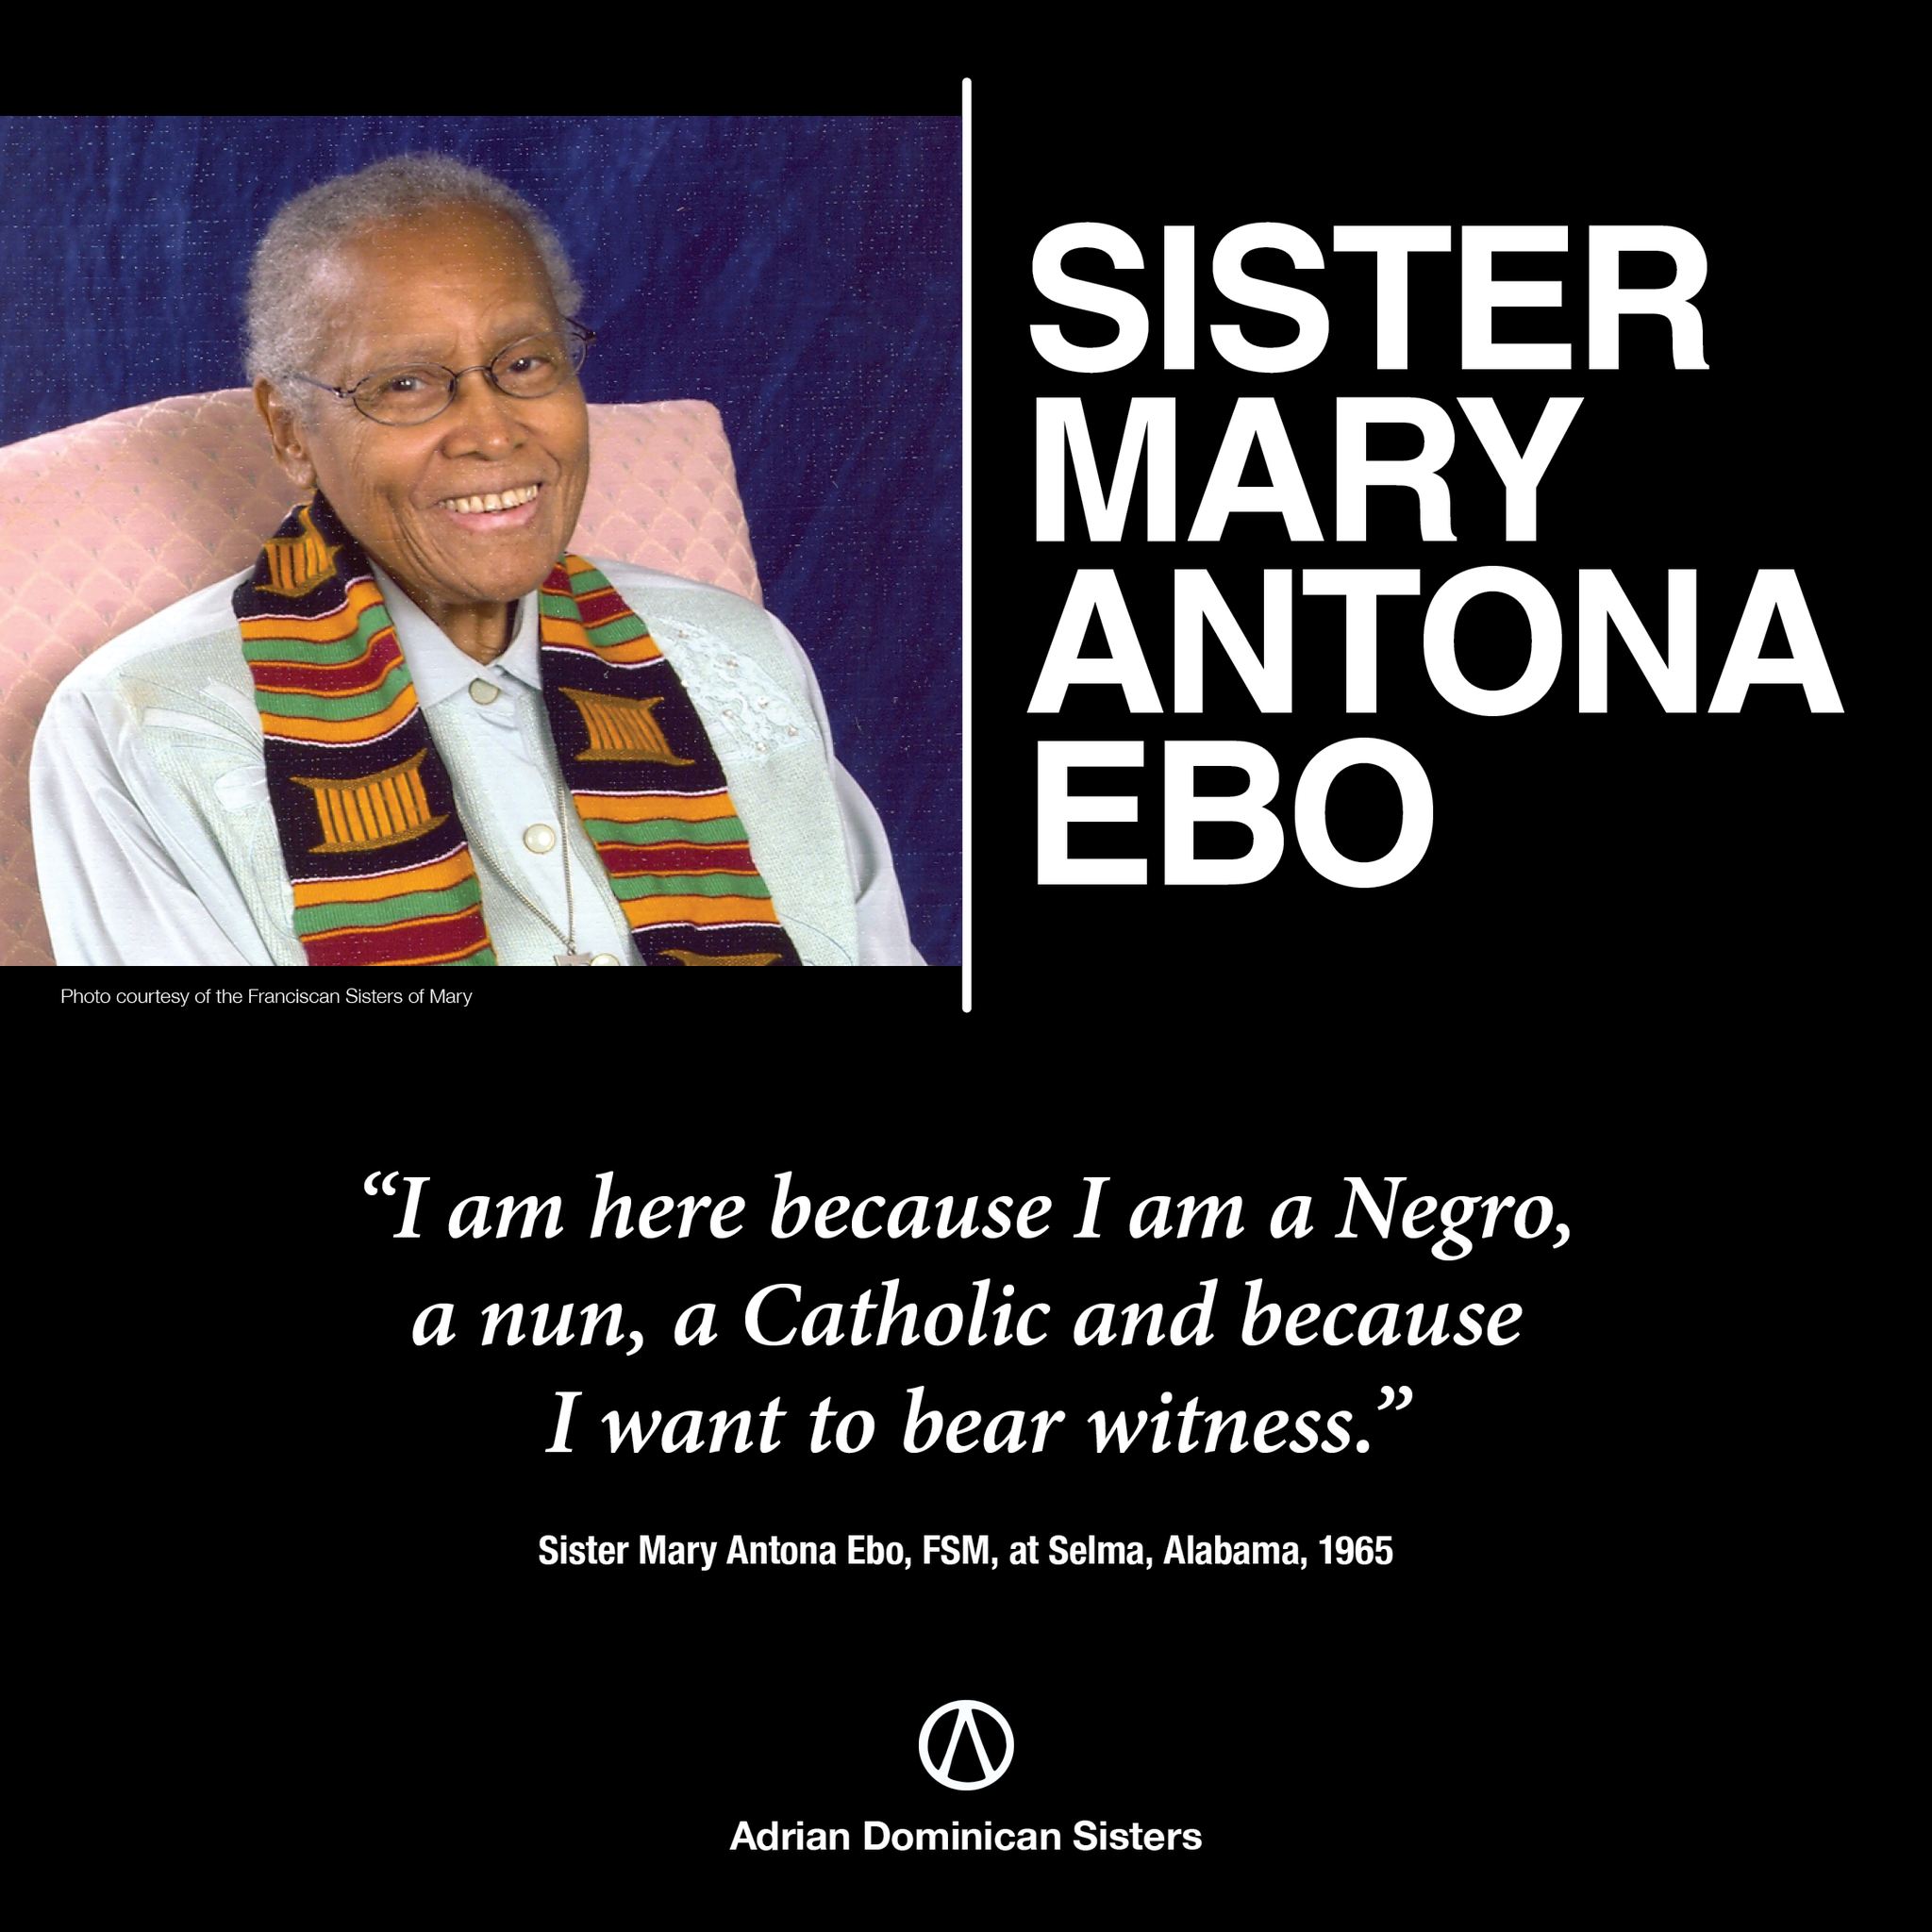 SISTER
MARY
ANTONA
EBO
Photo courtesy of the Franciscan Sisters of Mary
“I am here because I am a Negro,
a nun, a Catholic and because
I want to bear witness.”
Sister Mary Antona Ebo, FSM, at Selma, Alabama, 1965
Adrian Dominican Sisters